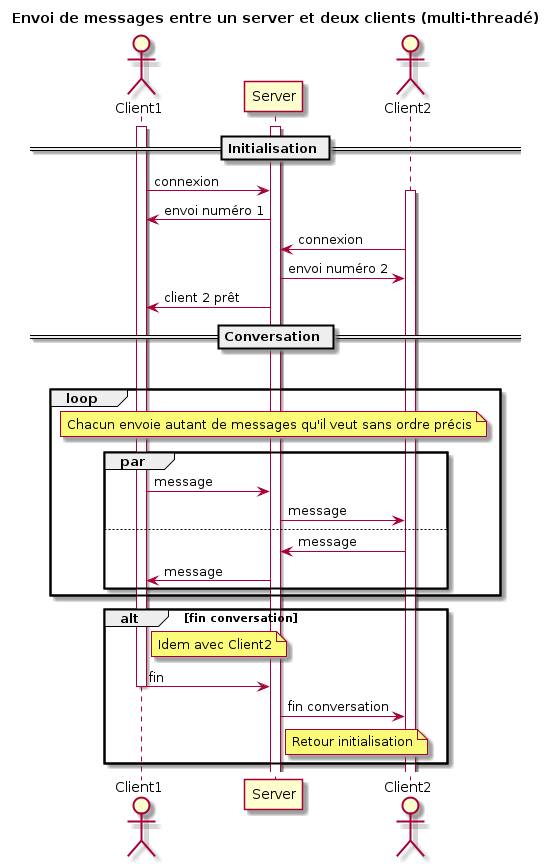 Envoi de messages entre un server et deux clients (multi-threadé)
Client1
Server
Client2
Initialisation
connexion
envoi numéro 1
connexion
envoi numéro 2
client 2 prêt
Conversation
loop
Chacun envoie autant de messages qu'il veut sans ordre précis
par
message
message
message
message
alt [fin conversation]
Idem avec Client2
fin
fin conversation
Retour initialisation
Client1
Server
Client2